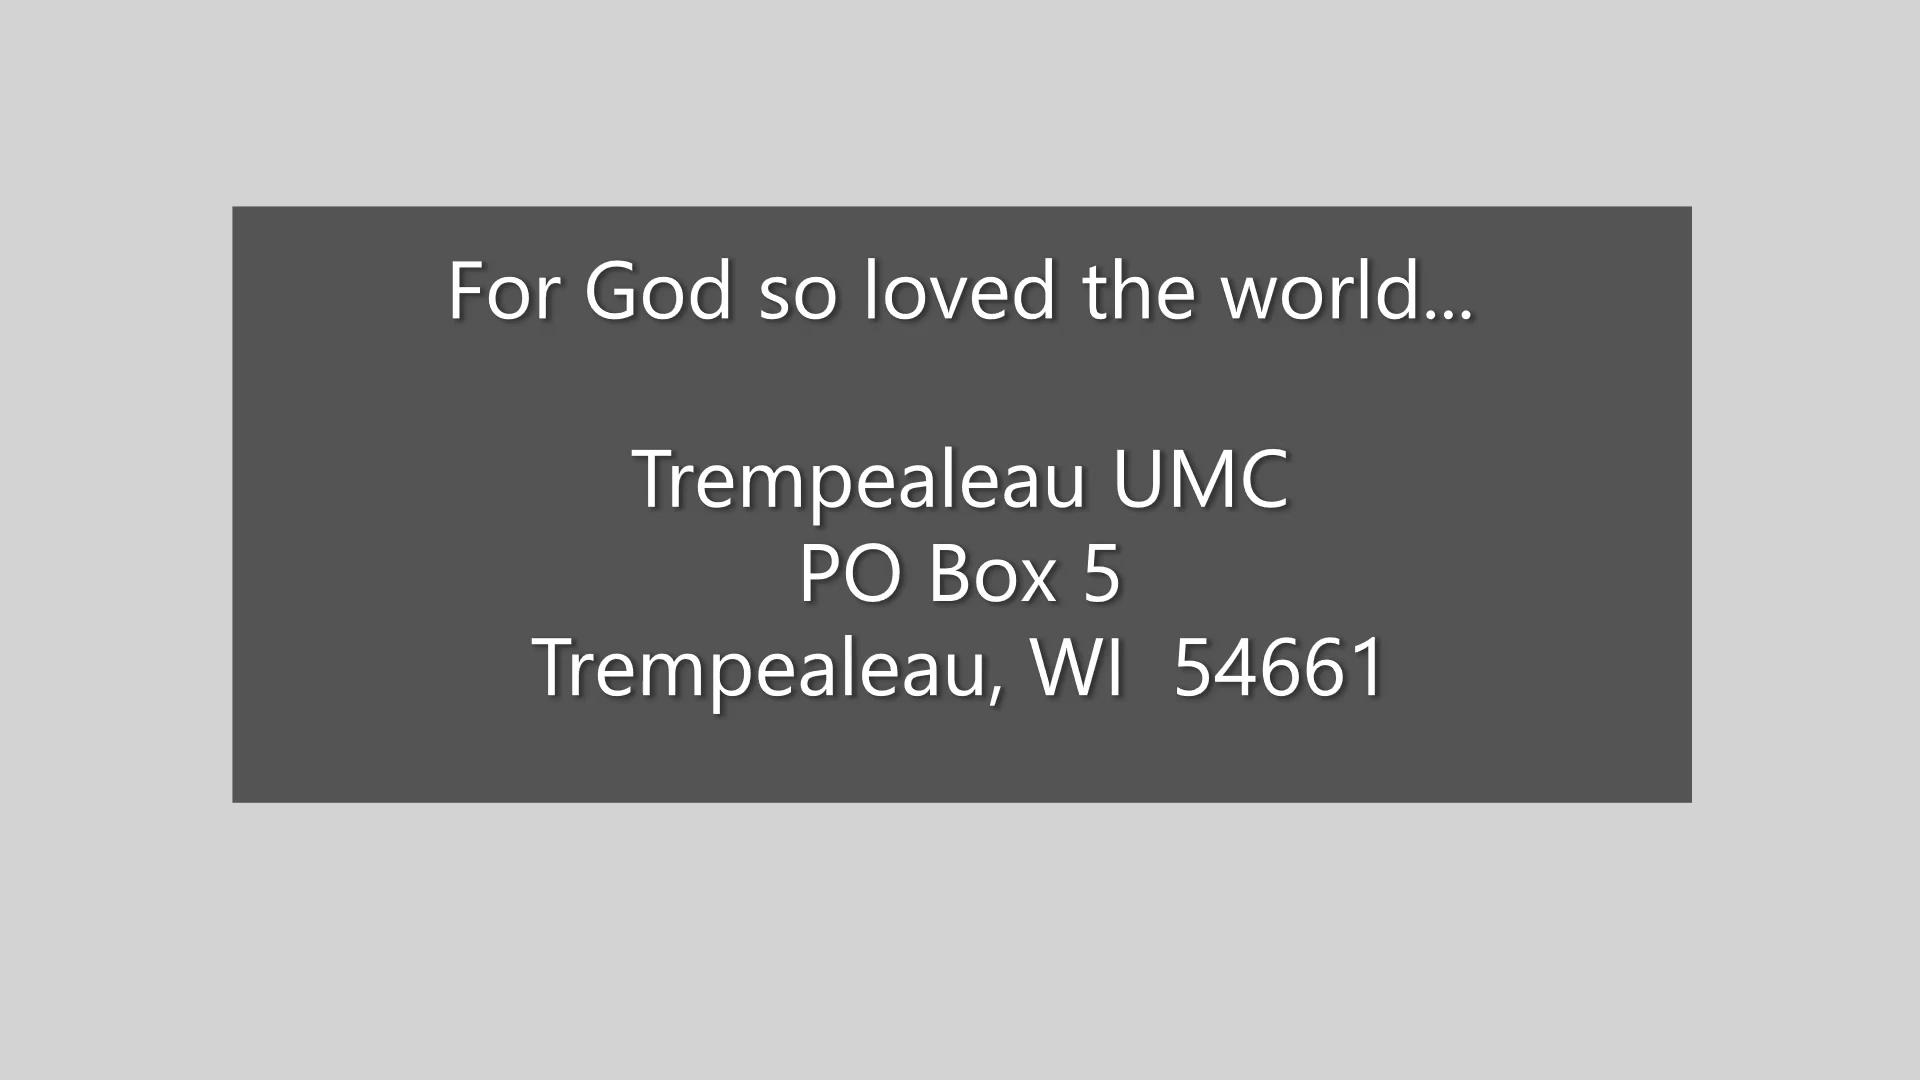 For God so loved the world...
Trempealeau UMC
PO Box 5
Trempealeau, WI  54661